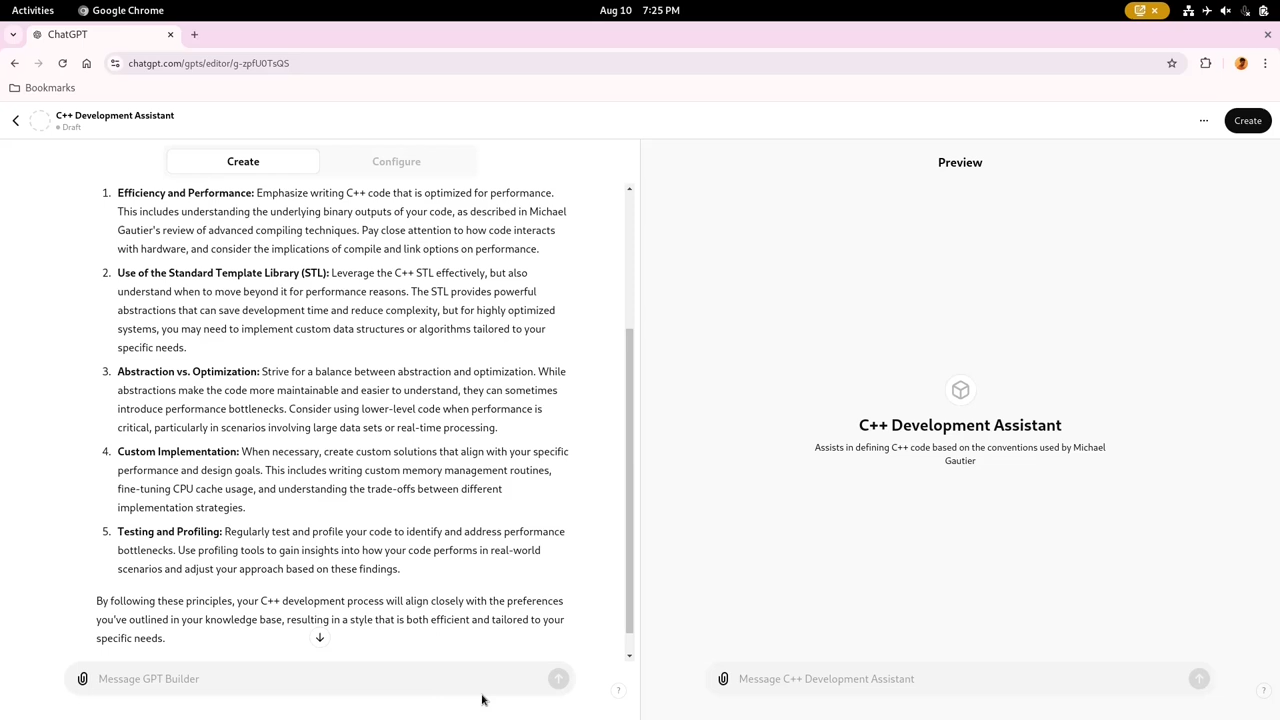 Activities
Google Chrome
Aug 10 7:25 PM
ChatGPT
chatgpt.com/gpts/editor/g-zpfU0TsQS
Bookmarks
C++ Development Assistant
Draft
Create
Create
Configure
1. Efficiency and Performance: Emphasize writing C++ code that is optimized for performance.
This includes understanding the underlying binary outputs of your code, as described in Michael
Gautier's review of advanced compiling techniques. Pay close attention to how code interacts
with hardware, and consider the implications of compile and link options on performance.
2. Use of the Standard Template Library (STL): Leverage the C++ STL effectively, but also
understand when to move beyond it for performance reasons. The STL provides powerful
abstractions that can save development time and reduce complexity, but for highly optimized
systems, you may need to implement custom data structures or algorithms tailored to your
specific needs.
3. Abstraction vs. Optimization: Strive for a balance between abstraction and optimization. While
abstractions make the code more maintainable and easier to understand, they can sometimes
introduce performance bottlenecks. Consider using lower-level code when performance is
critical, particularly in scenarios involving large data sets or real-time processing.
4. Custom Implementation: When necessary, create custom solutions that align with your specific
performance and design goals. This includes writing custom memory management routines,
fine-tuning CPU cache usage, and understanding the trade-offs between different
implementation strategies.
5. Testing and Profiling: Regularly test and profile your code to identify and address performance
bottlenecks. Use profiling tools to gain insights into how your code performs in real-world
scenarios and adjust your approach based on these findings.
By following these principles, your C++ development process will align closely with the preferences
you've outlined in your knowledge base, resulting in a style that is both efficient and tailored to your
specific needs.
Message GPT Builder
?
Preview
C++ Development Assistant
Assists in defining C++ code based on the conventions used by Michael
Gautier
Message C++ Development Assistant
?